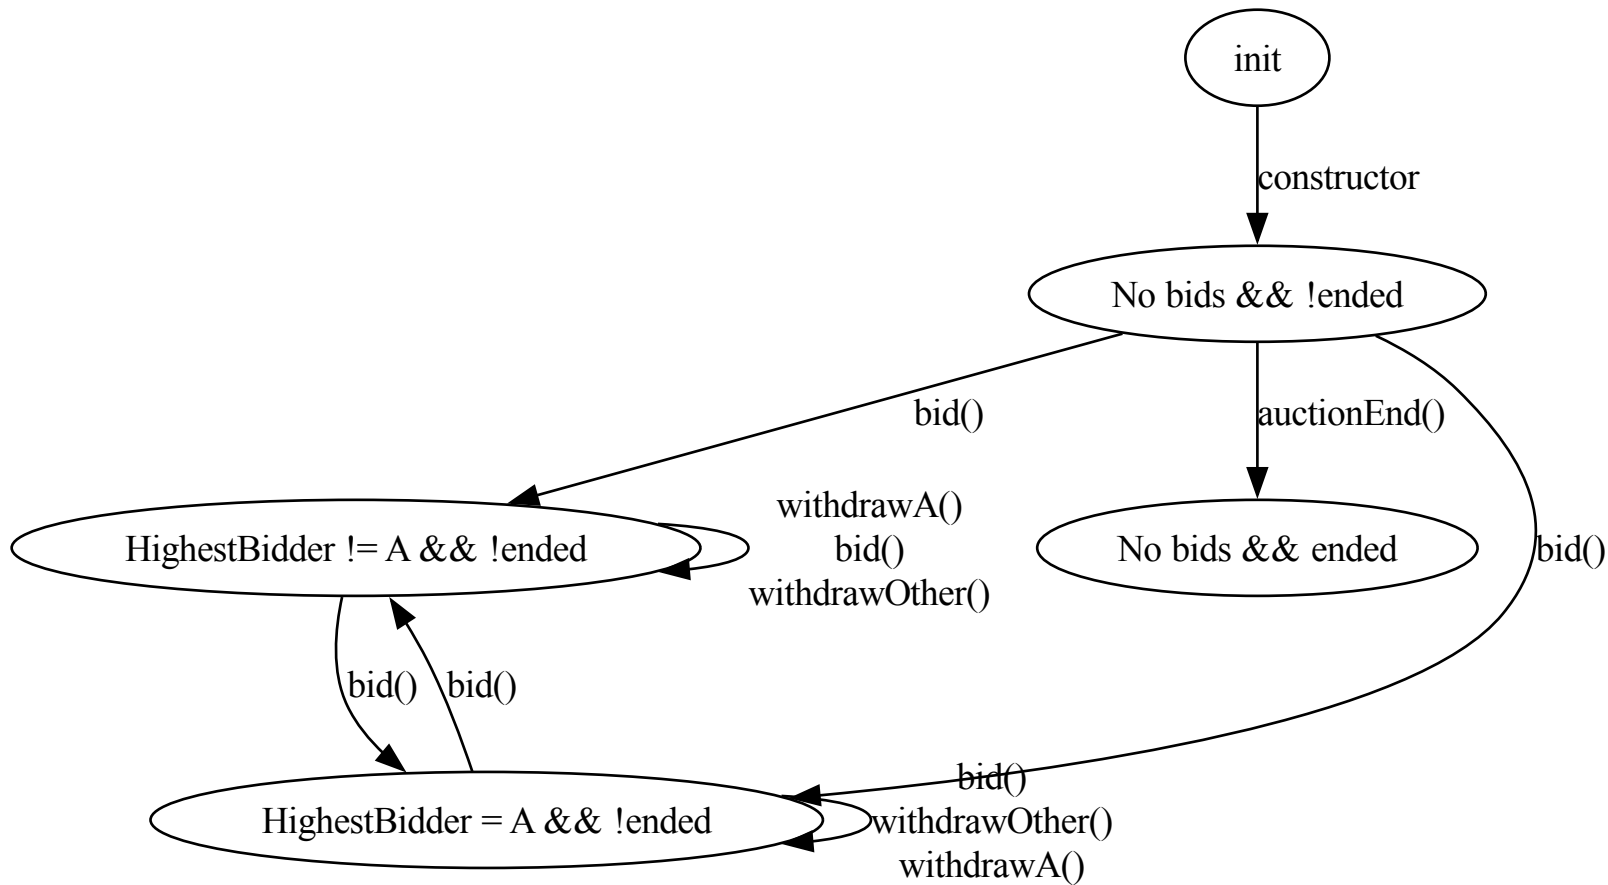 init
constructor
No bids && !ended
bid()
auctionEnd()
HighestBidder != A && !ended
withdrawA()
bid()
withdrawOther()
No bids && ended
bid()
bid()
bid()
HighestBidder = A && !ended
bid()
withdrawOther()
withdrawA()